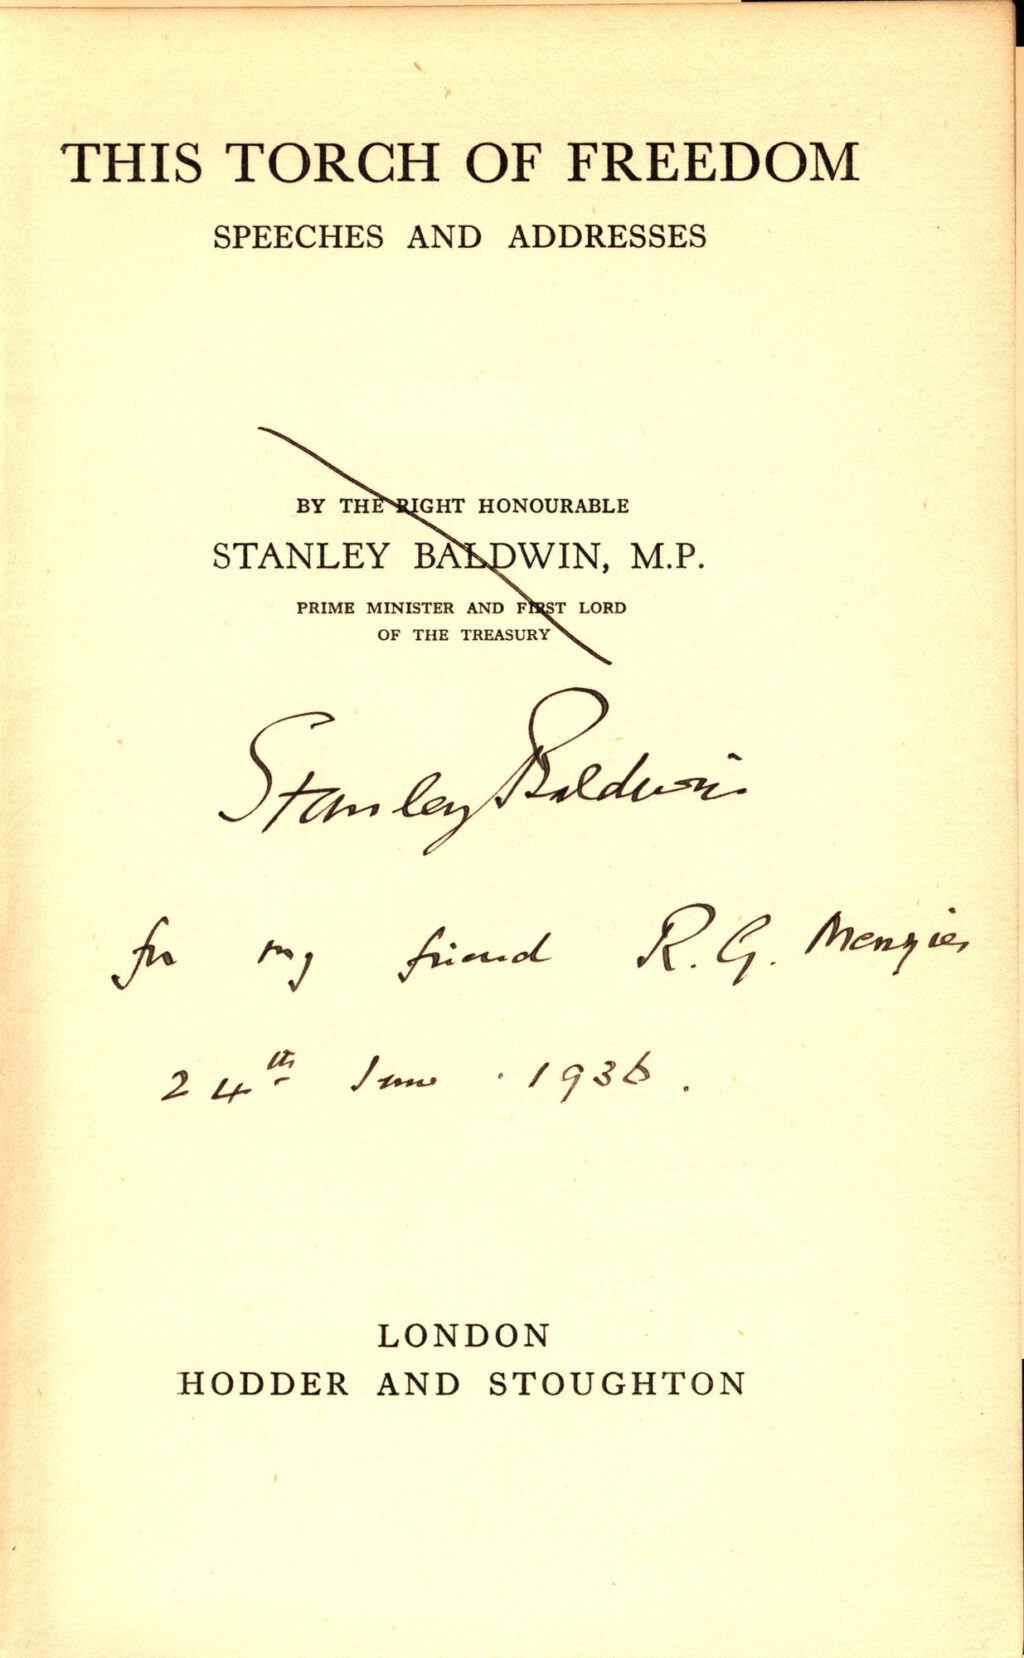 THIS TORCH OF FREEDOM
SPEECHES AND ADDRESSES
BY THE RIGHT HONOURABLE
STANLEY BALDWIN, M.P.
PRIME MINISTER AND FIRST LORD
OF THE TREASURY
Stanley Baldwin.
for my friend R. G. Menzies
24th June . 1936 .
LONDON
HODDER AND STOUGHTON